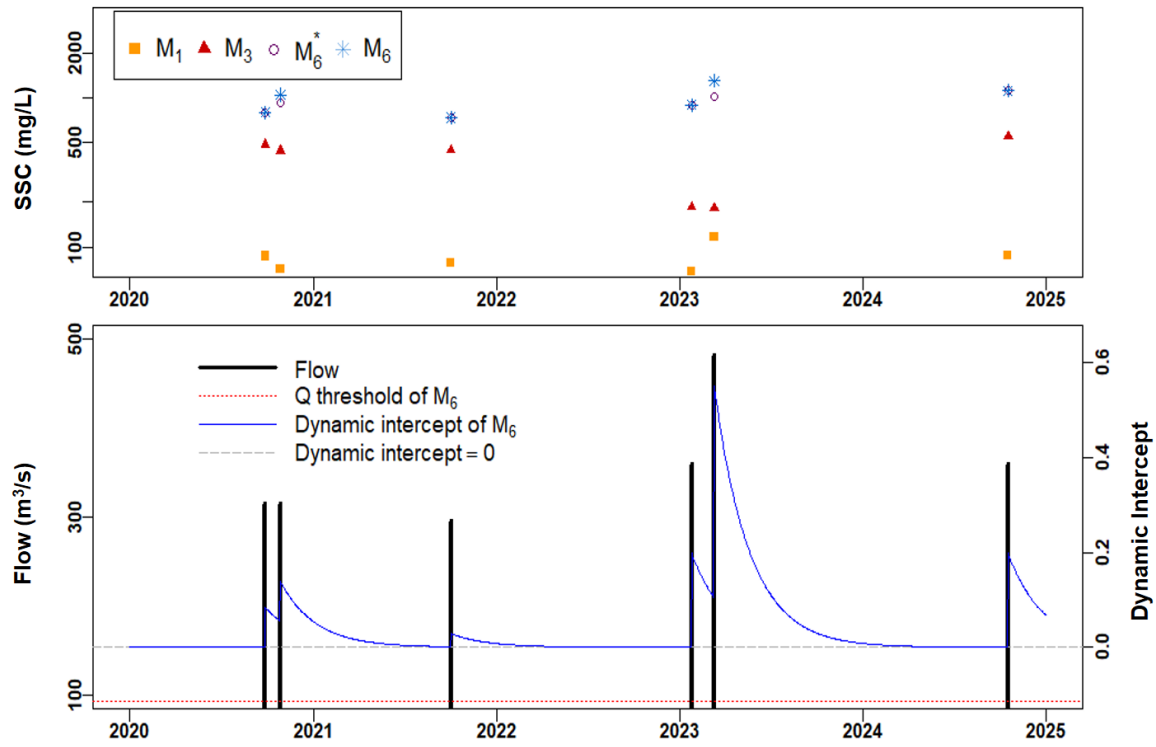 M₁ M₃ M₆* M₆
SSC (mg/L)
2000
500
100
2020 2021 2022 2023 2024 2025
Flow
Q threshold of M₆
Dynamic intercept of M₆
Dynamic intercept = 0
Flow (m³/s)
500
300
100
Dynamic Intercept
0.6
0.4
0.2
0.0
2020 2021 2022 2023 2024 2025